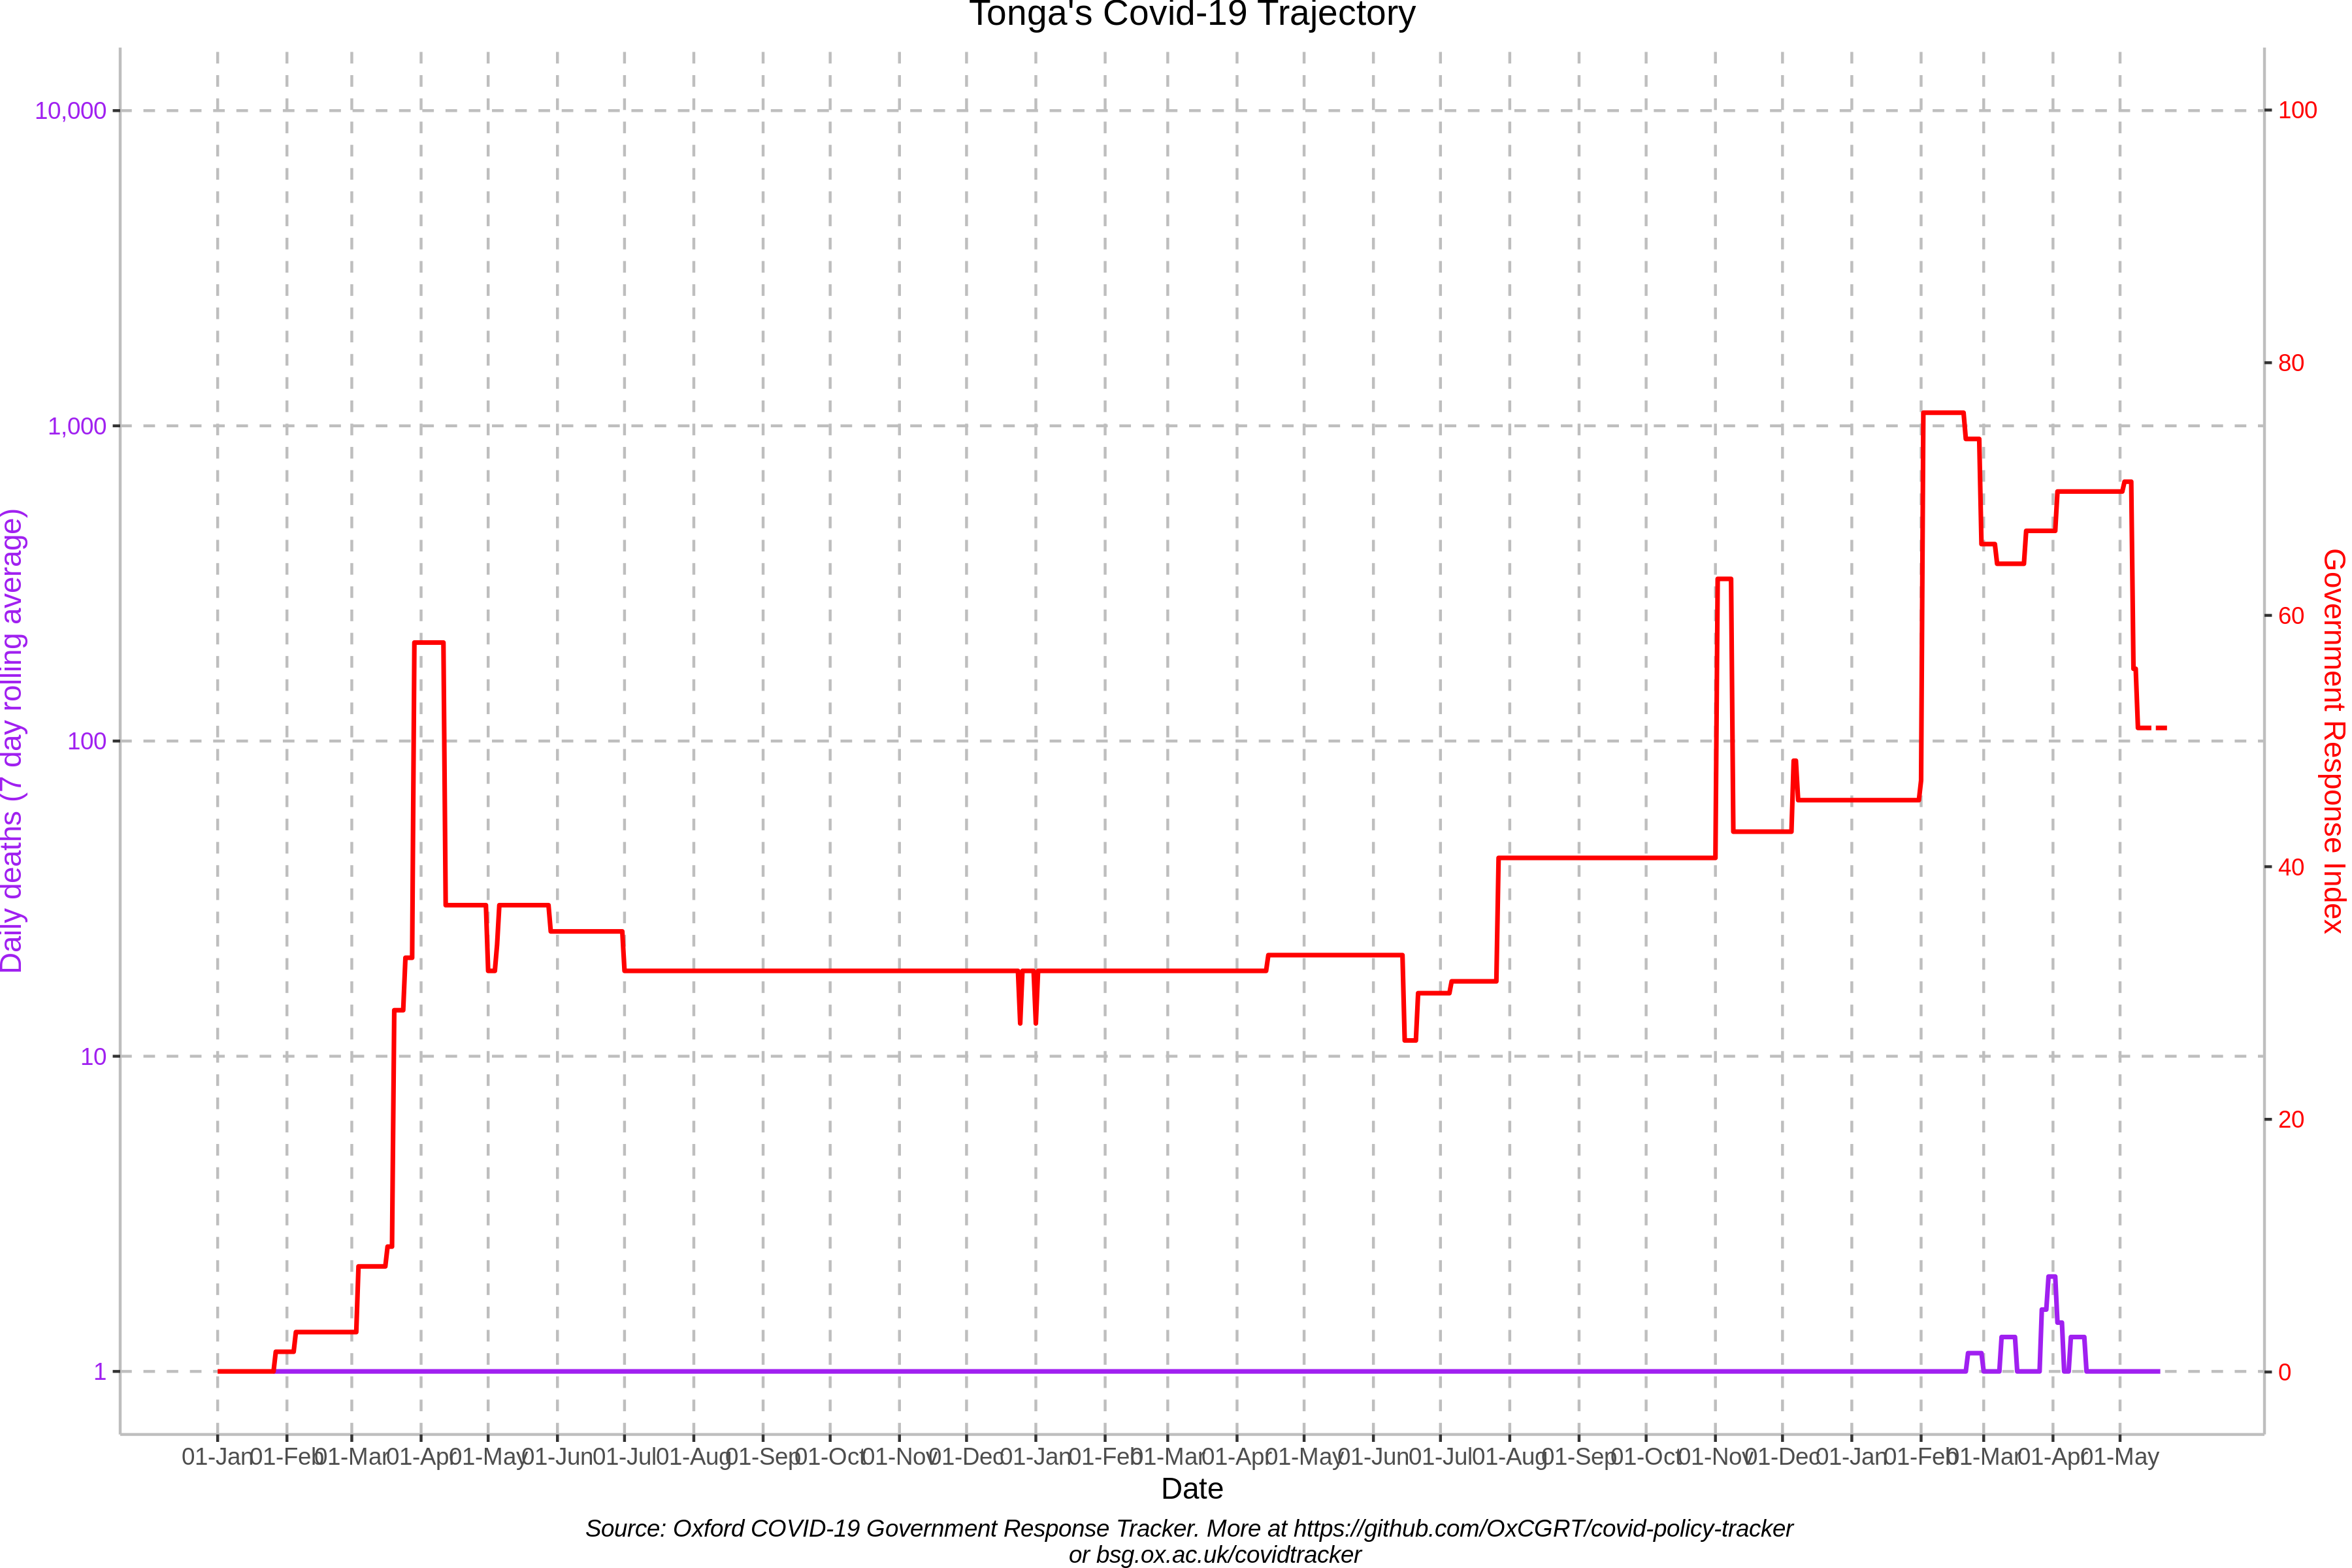 Tonga's Covid-19 Trajectory
10,000
1,000
100
10
1
Daily deaths (7 day rolling average)
100
80
60
40
20
0
Government Response Index
01-Jan 01-Feb 01-Mar 01-Apr 01-May 01-Jun 01-Jul 01-Aug 01-Sep 01-Oct 01-Nov 01-Dec 01-Jan 01-Feb 01-Mar 01-Apr 01-May 01-Jun 01-Jul 01-Aug 01-Sep 01-Oct 01-Nov 01-Dec 01-Jan 01-Feb 01-Mar 01-Apr 01-May
Date
Source: Oxford COVID-19 Government Response Tracker. More at https://github.com/OxCGRT/covid-policy-tracker
or bsg.ox.ac.uk/covidtracker